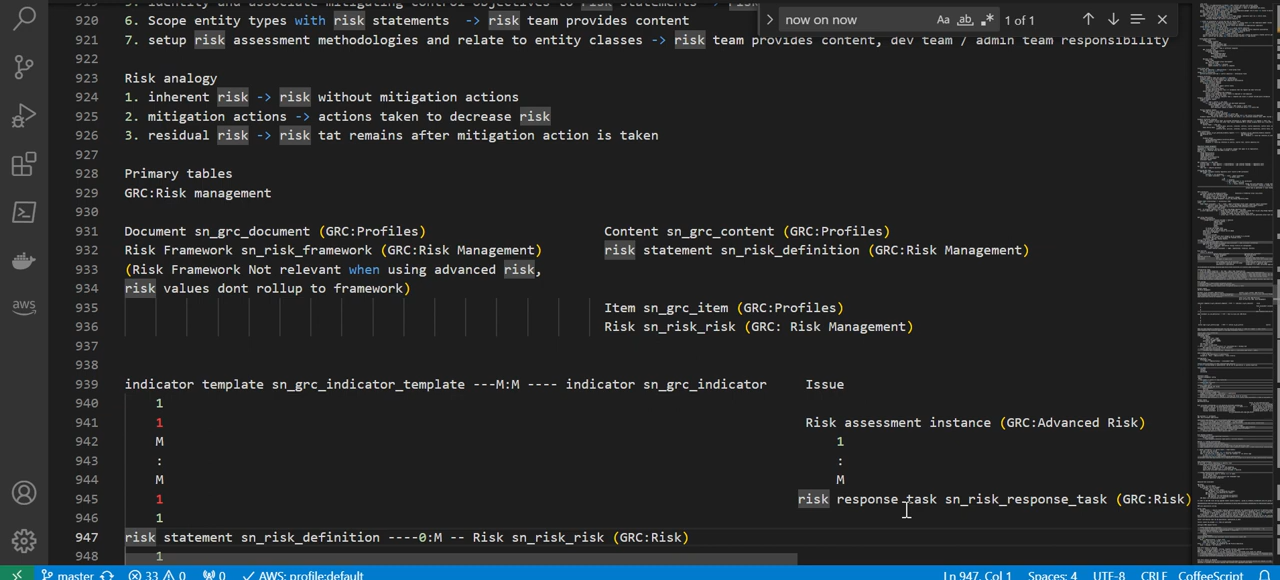 now on now
Aa
ab
1 of 1
919
920
6. Scope entity types with risk statements -> risk team provides content
921
7. setup risk assessment methodologies and relate to entity classes -> risk team provides content, dev team / admin team responsibility
922
923
Risk analogy
924
1. inherent risk -> risk without mitigation actions
925
2. mitigation actions -> actions taken to decrease risk
926
3. residual risk -> risk tat remains after mitigation action is taken
927
928
Primary tables
929
GRC:Risk management
930
931
Document sn_grc_document (GRC:Profiles) Content sn_grc_content (GRC:Profiles)
932
Risk Framework sn_risk_framework (GRC:Risk Management) risk statement sn_risk_definition (GRC:Risk Management)
933
(Risk Framework Not relevant when using advanced risk,
934
risk values dont rollup to framework)
935
Item sn_grc_item (GRC:Profiles)
936
Risk sn_risk_risk (GRC: Risk Management)
937
938
939
indicator template sn_grc_indicator_template ---M:M ---- indicator sn_grc_indicator Issue
940
1
941
1 Risk assessment instance (GRC:Advanced Risk)
942
M 1
943
: :
944
M M
945
1 risk response_task sn_risk_response_task (GRC:Risk)
946
1
947
risk statement sn_risk_definition ----0:M -- Risk sn_risk_risk (GRC:Risk)
948
1
aws
master 33 0 0 AWS: profile:default Ln 947, Col 1 Spaces: 4 UTF-8 CRLF CoffeeScript